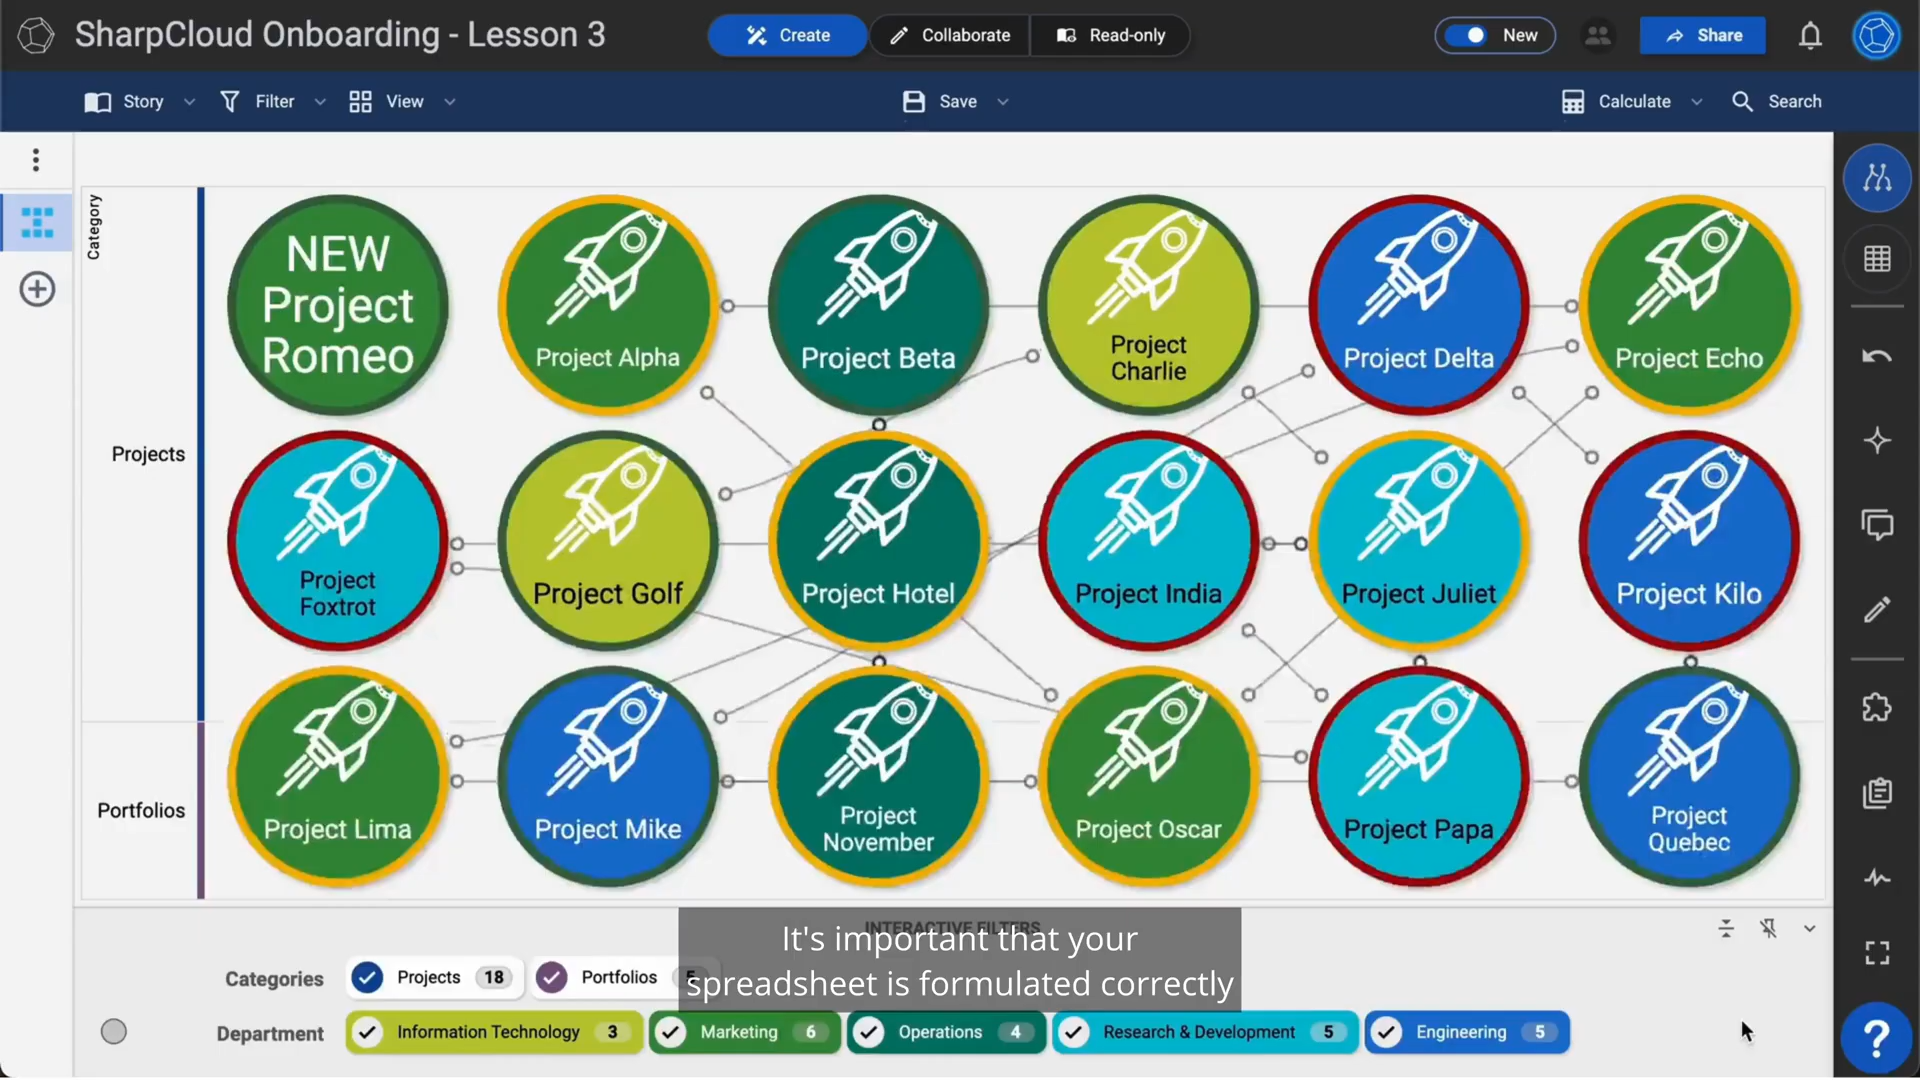 SharpCloud Onboarding - Lesson 3
Create
Collaborate
Read-only
New
Share
Story
Filter
View
Save
Calculate
Search
Category
NEW
Project
Romeo
Project Alpha
Project Beta
Project
Charlie
Project Delta
Project Echo
Projects
Project
Foxtrot
Project Golf
Project Hotel
Project India
Project Juliet
Project Kilo
Portfolios
Project Lima
Project Mike
Project
November
Project Oscar
Project Papa
Project
Quebec
INTERACTIVE FILTERS
It's important that your
spreadsheet is formulated correctly
Categories
Projects 18
Portfolios 5
Department
Information Technology 3
Marketing 6
Operations 4
Research & Development 5
Engineering 5
?